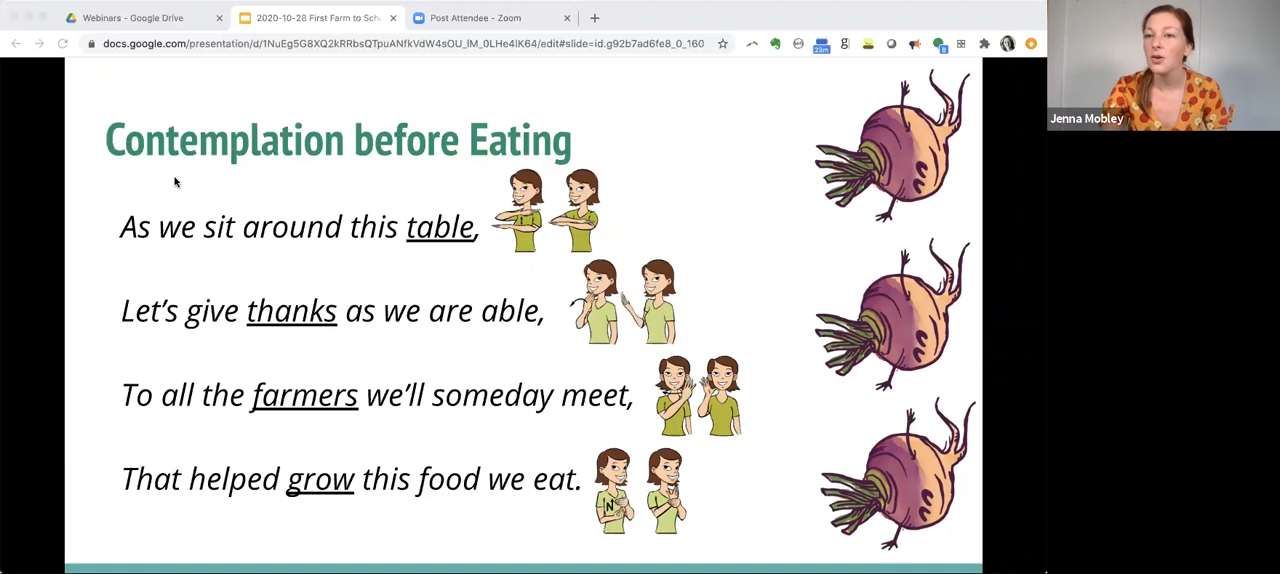 Webinars - Google Drive
2020-10-28 First Farm to Sch
Post Attendee - Zoom
docs.google.com/presentation/d/1NuEg5G8XQ2kRRbsQTpuANfkVdW4sOU_lM_0LHe4lK64/edit#slide=id.g92b7ad6fe8_0_160
23m
8
Jenna Mobley
Contemplation before Eating
As we sit around this table,
Let's give thanks as we are able,
To all the farmers we'll someday meet,
That helped grow this food we eat.
N